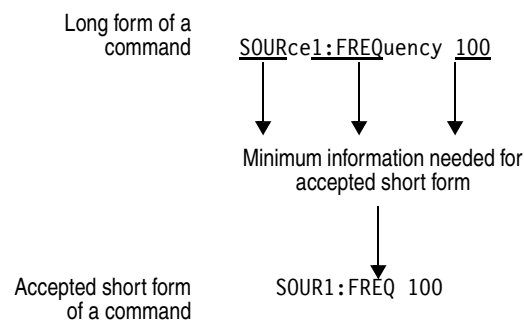 Long form of a
command
SOURce1:FREQuency 100
Minimum information needed for
accepted short form
Accepted short form
of a command
SOUR1:FREQ 100